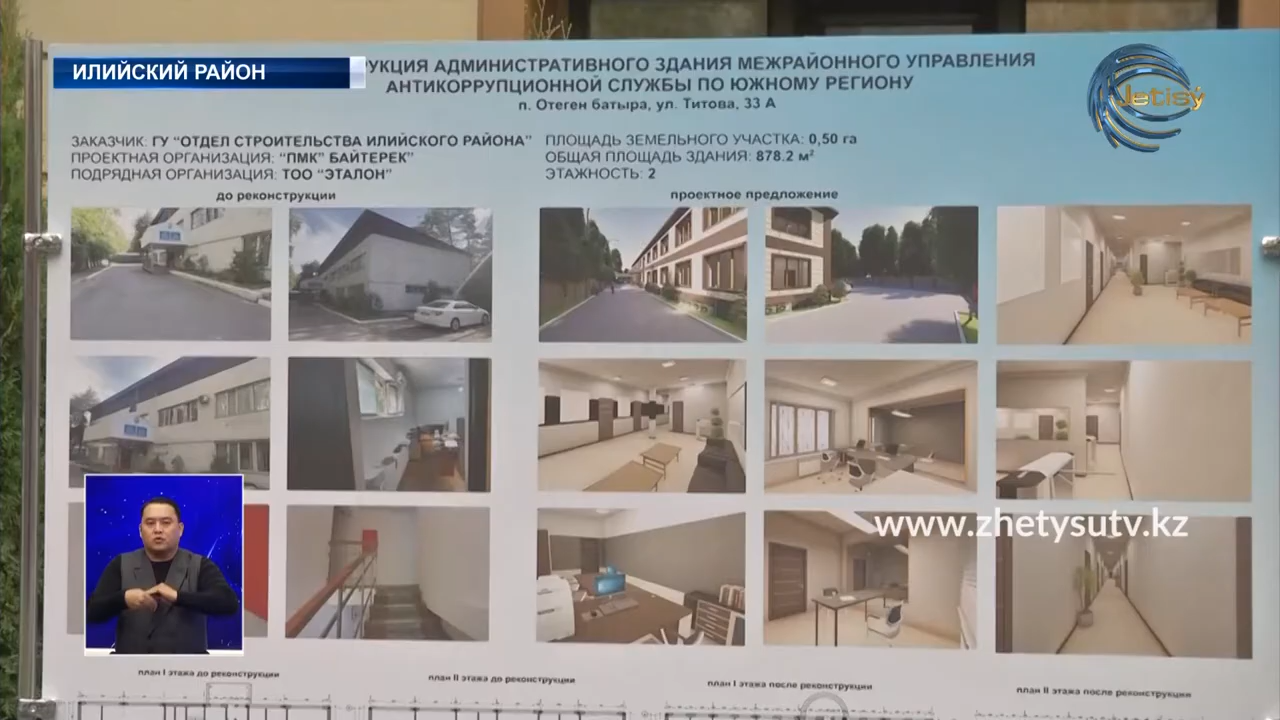 ИЛИЙСКИЙ РАЙОН
УКЦИЯ АДМИНИСТРАТИВНОГО ЗДАНИЯ МЕЖРАЙОННОГО УПРАВЛЕНИЯ
АНТИКОРРУПЦИОННОЙ СЛУЖБЫ ПО ЮЖНОМУ РЕГИОНУ
п. Отеген батыра, ул. Титова, 33 А
Jetisý
ЗАКАЗЧИК: ГУ "ОТДЕЛ СТРОИТЕЛЬСТВА ИЛИЙСКОГО РАЙОНА"
ПРОЕКТНАЯ ОРГАНИЗАЦИЯ: "ПМК" БАЙТЕРЕК"
ПОДРЯДНАЯ ОРГАНИЗАЦИЯ: ТОО "ЭТАЛОН"
ПЛОЩАДЬ ЗЕМЕЛЬНОГО УЧАСТКА: 0,50 га
ОБЩАЯ ПЛОЩАДЬ ЗДАНИЯ: 878.2 м²
ЭТАЖНОСТЬ: 2
до реконструкции
проектное предложение
www.zhetysutv.kz
план I этажа до реконструкции
план II этажа до реконструкции
план I этажа после реконструкции
план II этажа после реконструкции